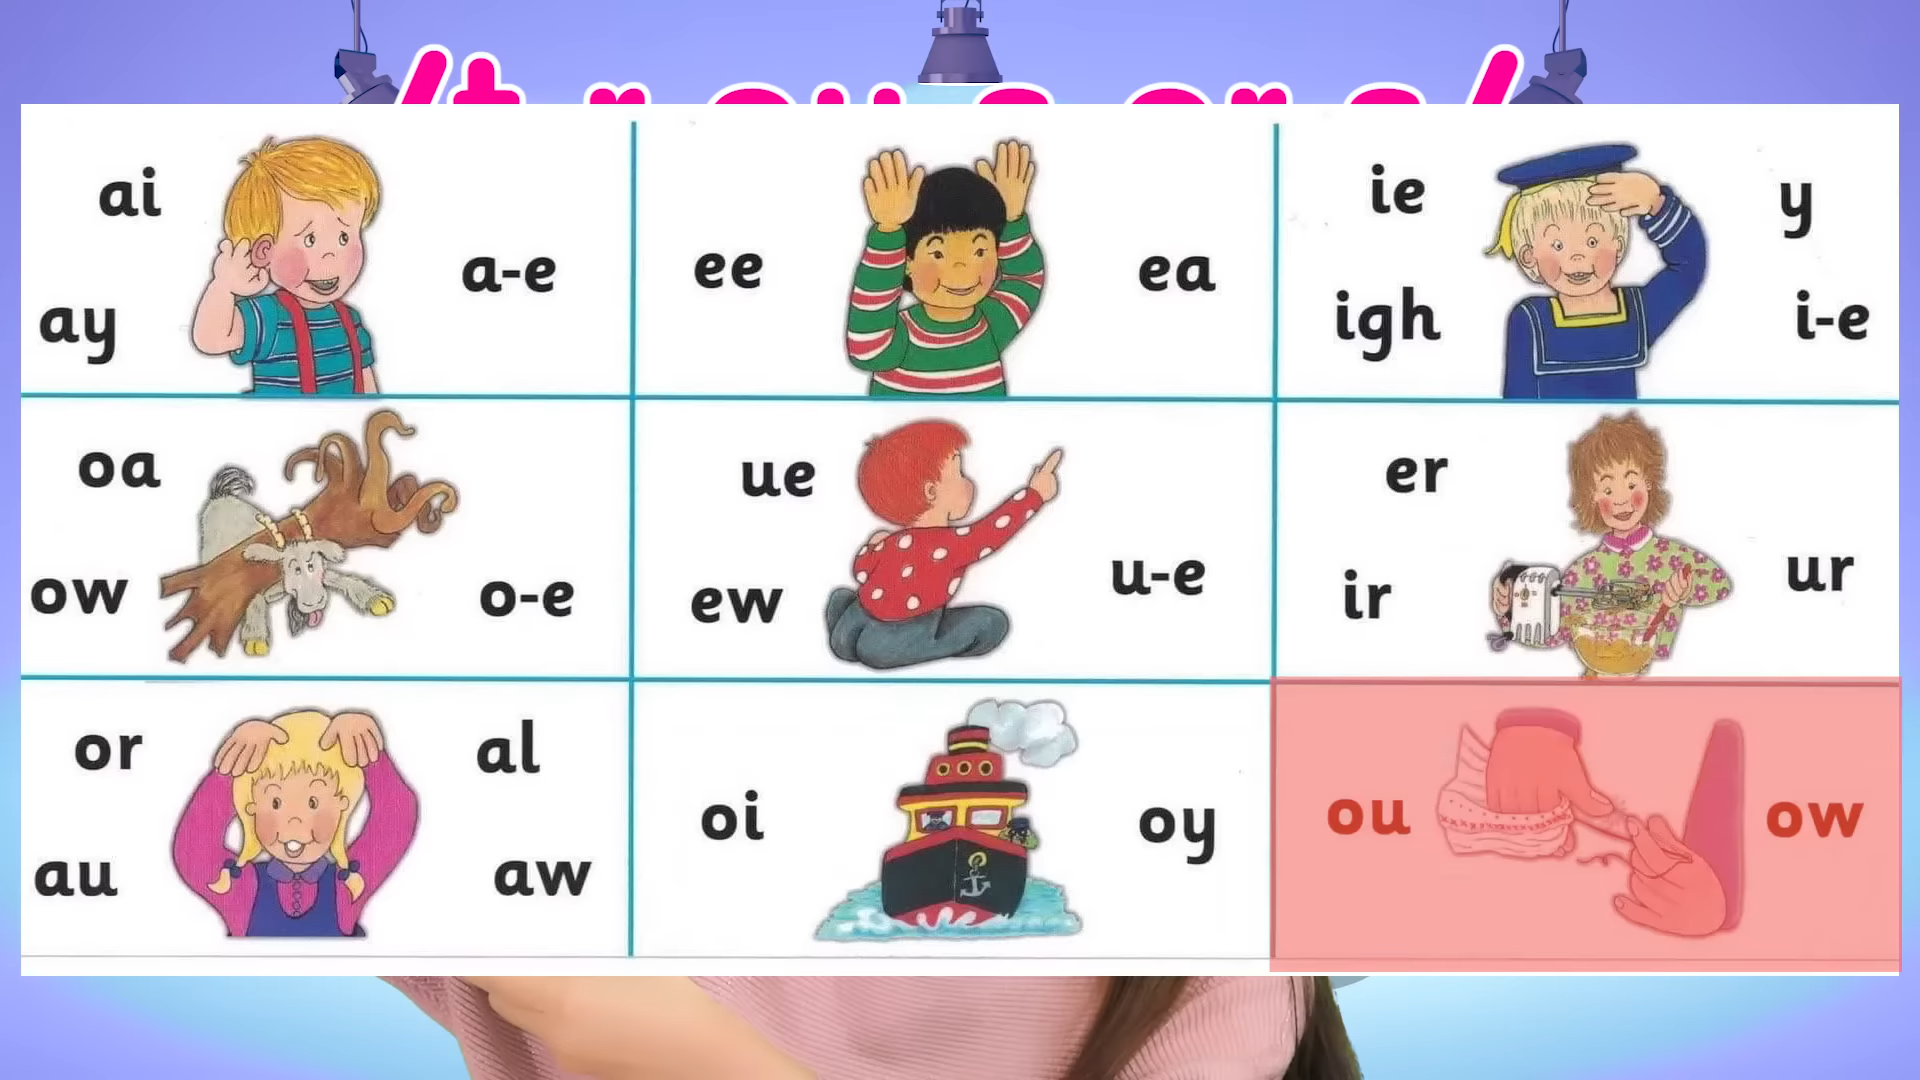 ai
ay
a-e
ee
ea
ie
igh
y
i-e
oa
ow
o-e
ue
ew
u-e
er
ir
ur
or
au
al
aw
oi
oy
ou
ow